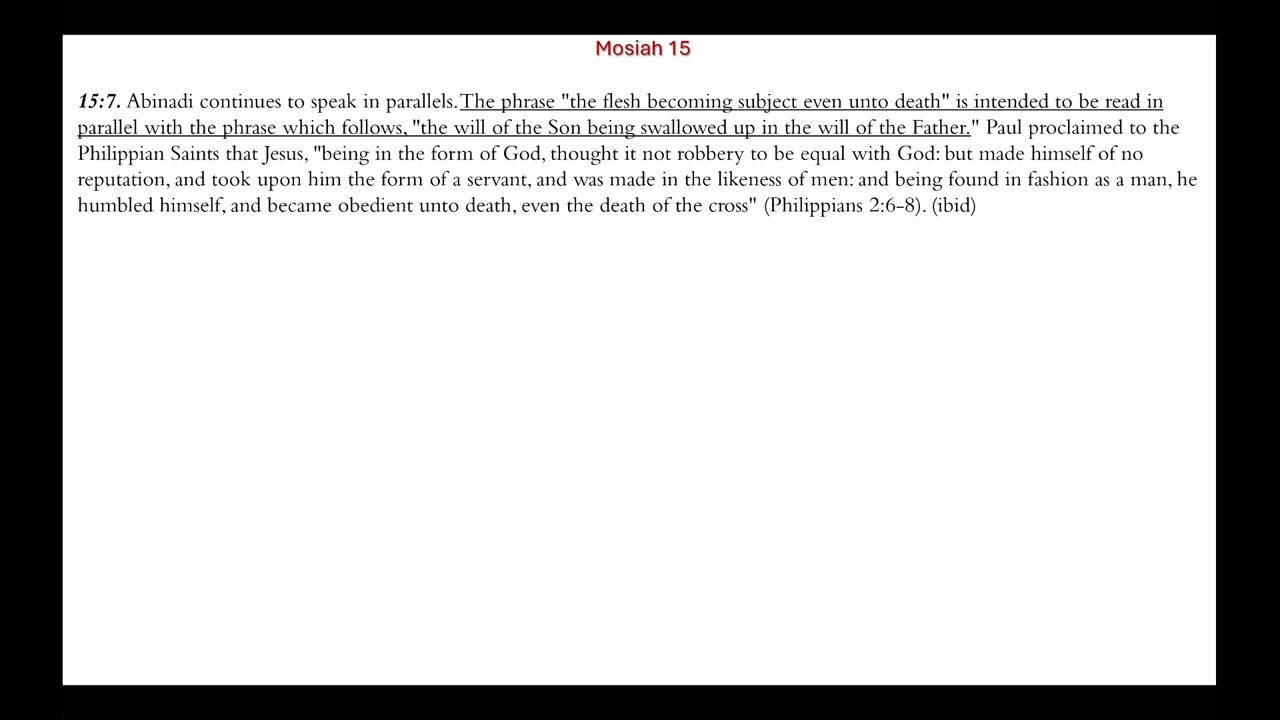 Mosiah 15
15:7. Abinadi continues to speak in parallels. The phrase "the flesh becoming subject even unto death" is intended to be read in
parallel with the phrase which follows, "the will of the Son being swallowed up in the will of the Father." Paul proclaimed to the
Philippian Saints that Jesus, "being in the form of God, thought it not robbery to be equal with God: but made himself of no
reputation, and took upon him the form of a servant, and was made in the likeness of men: and being found in fashion as a man, he
humbled himself, and became obedient unto death, even the death of the cross" (Philippians 2:6-8). (ibid)